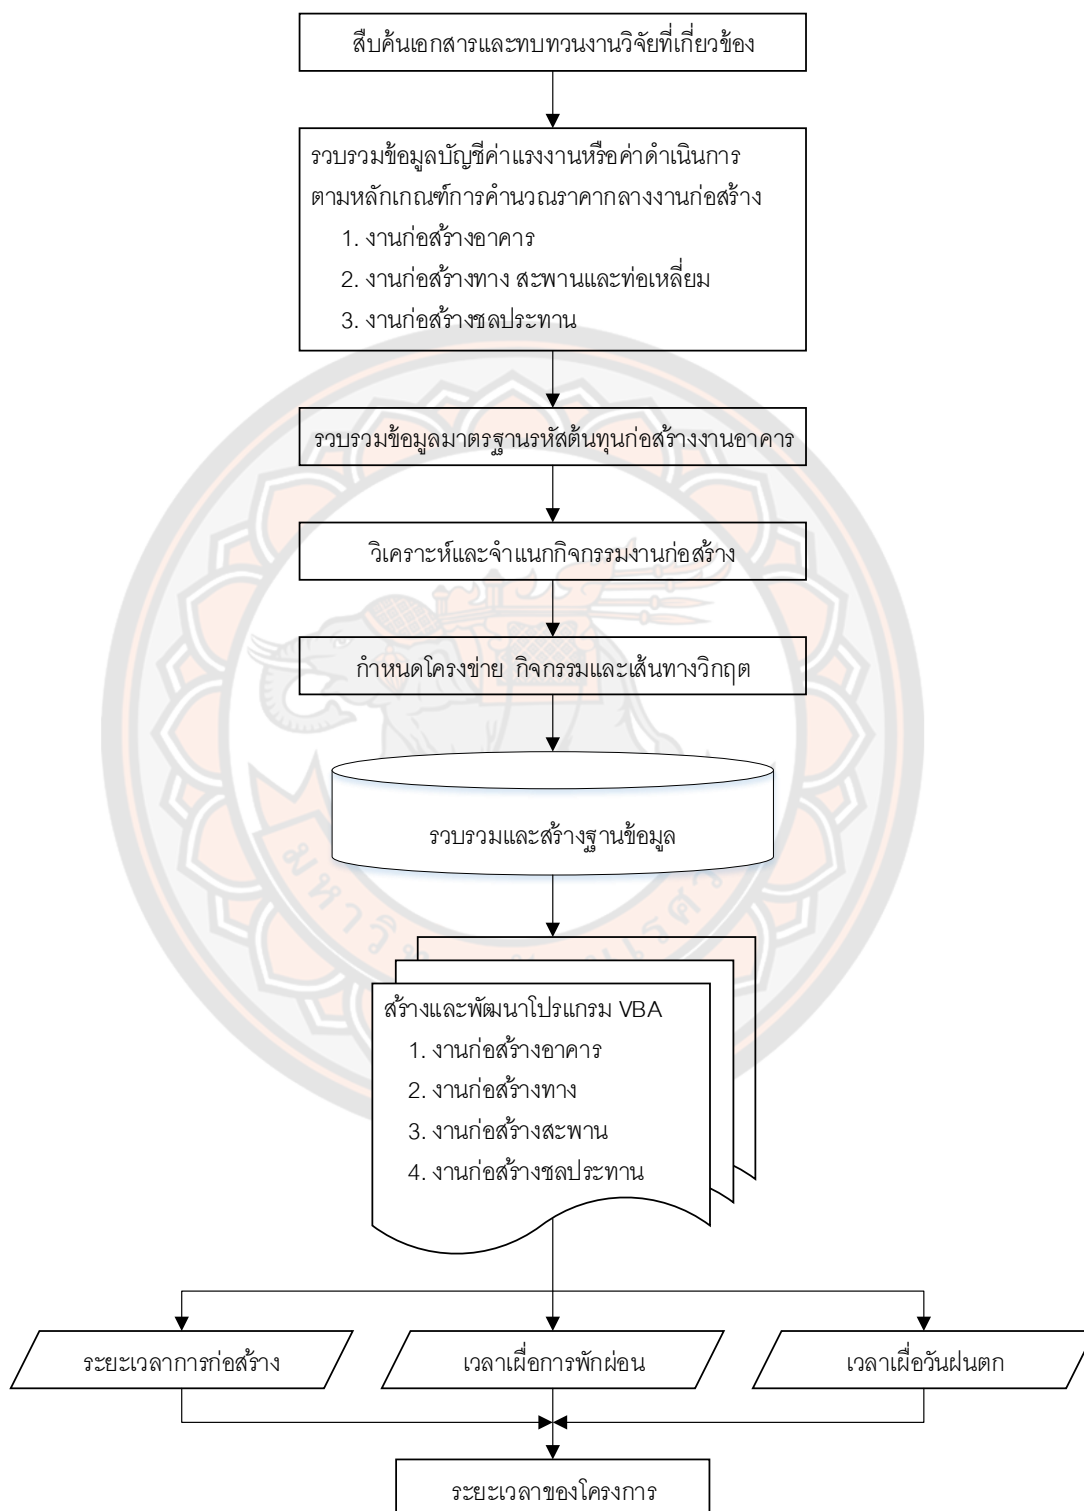 สืบค้นเอกสารและทบทวนงานวิจัยที่เกี่ยวข้อง
รวบรวมข้อมูลบัญชีค่าแรงงานหรือค่าดำเนินการ
ตามหลักเกณฑ์การคำนวณราคากลางงานก่อสร้าง
1. งานก่อสร้างอาคาร
2. งานก่อสร้างทาง สะพานและท่อเหลี่ยม
3. งานก่อสร้างชลประทาน
รวบรวมข้อมูลมาตรฐานรหัสต้นทุนก่อสร้างงานอาคาร
วิเคราะห์และจำแนกกิจกรรมงานก่อสร้าง
กำหนดโครงข่าย กิจกรรมและเส้นทางวิกฤต
รวบรวมและสร้างฐานข้อมูล
สร้างและพัฒนาโปรแกรม VBA
1. งานก่อสร้างอาคาร
2. งานก่อสร้างทาง
3. งานก่อสร้างสะพาน
4. งานก่อสร้างชลประทาน
ระยะเวลาการก่อสร้าง
เวลาเผื่อการพักผ่อน
เวลาเผื่อวันฝนตก
ระยะเวลาของโครงการ